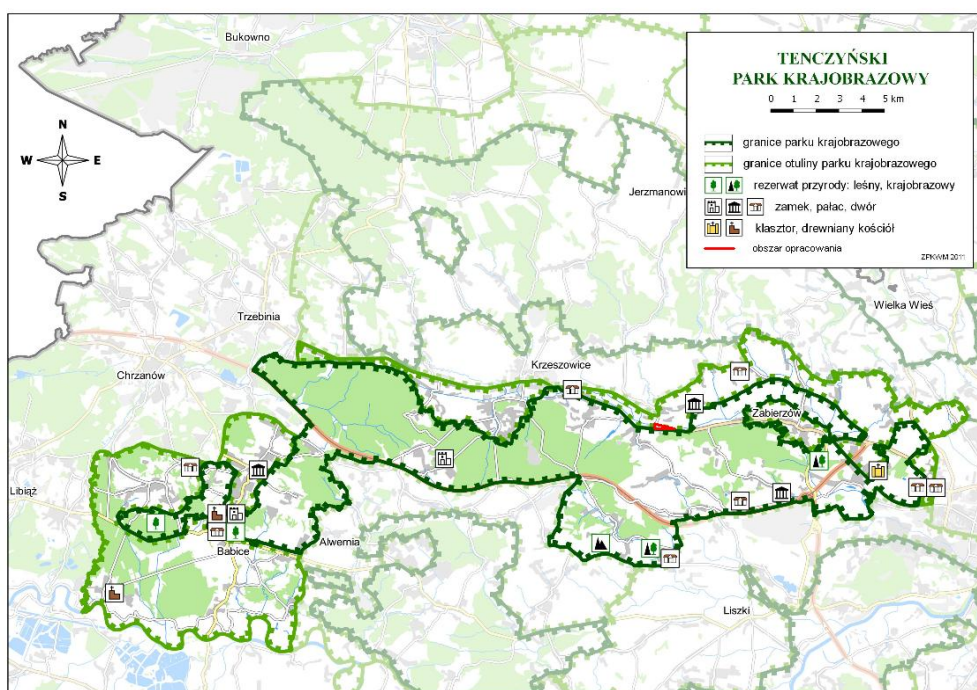 Bukowno
TENCZYŃSKI
PARK KRAJOBRAZOWY
0 1 2 3 4 5 km
granice parku krajobrazowego
granice otuliny parku krajobrazowego
rezerwat przyrody: leśny, krajobrazowy
zamek, pałac, dwór
klasztor, drewniany kościół
obszar opracowania
ZPKWM 2011
N
W E
S
Jerzmanowi
Wielka Wieś
Trzebinia
Krzeszowice
Chrzanów
Zabierzów
Libiąż
Alwernia
Babice
Liszki